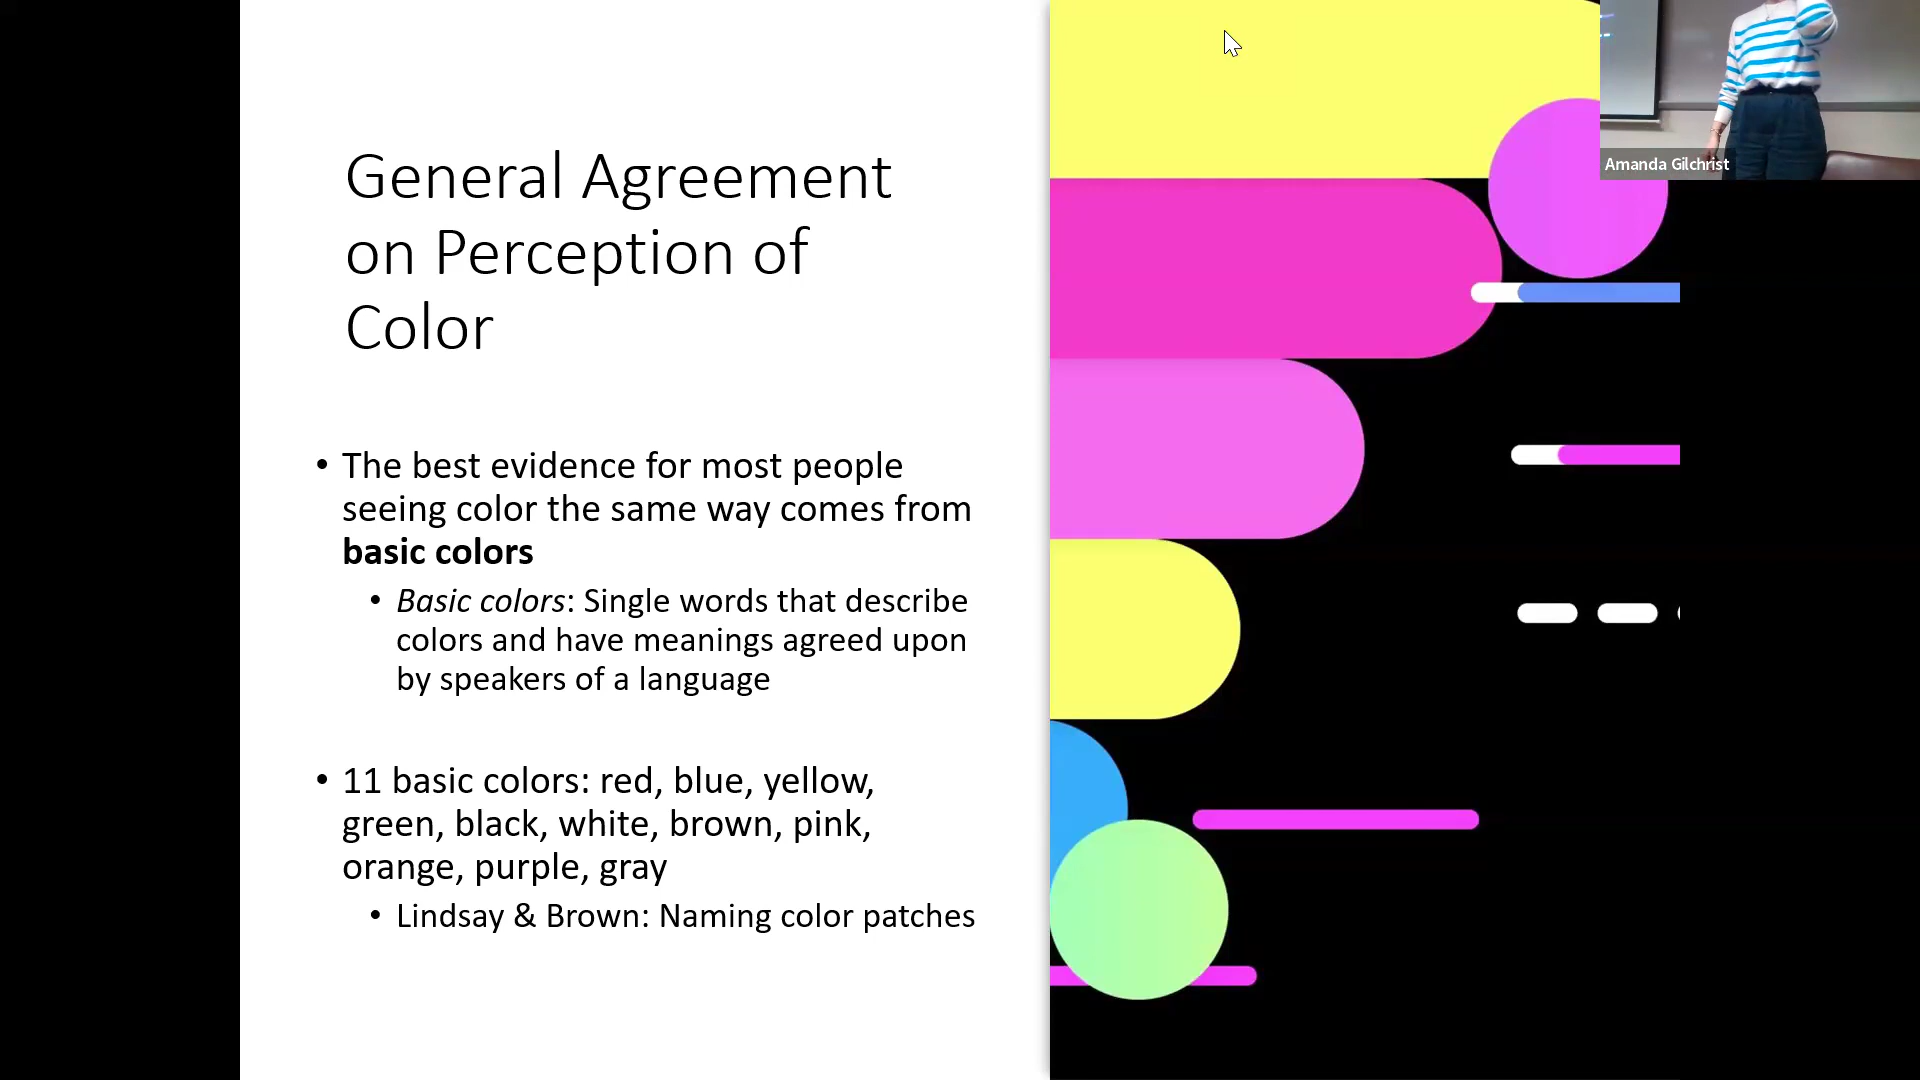 General Agreement
on Perception of
Color
• The best evidence for most people
seeing color the same way comes from
basic colors
• Basic colors: Single words that describe
colors and have meanings agreed upon
by speakers of a language
• 11 basic colors: red, blue, yellow,
green, black, white, brown, pink,
orange, purple, gray
• Lindsay & Brown: Naming color patches
Amanda Gilchrist